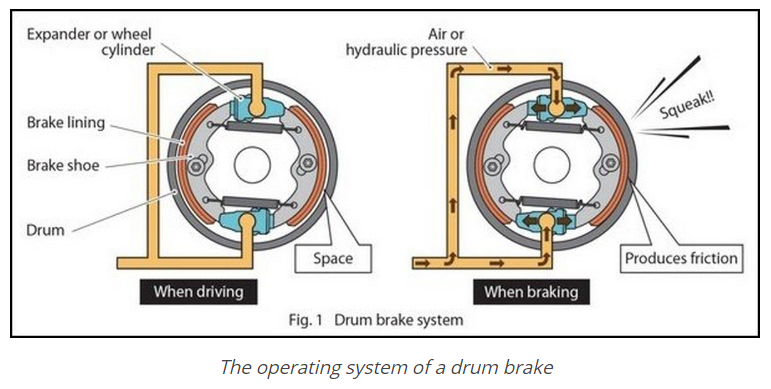 Expander or wheel
cylinder
Brake lining
Brake shoe
Drum
Space
When driving
Air or
hydraulic pressure
Squeak!!
Produces friction
When braking
Fig. 1 Drum brake system
The operating system of a drum brake